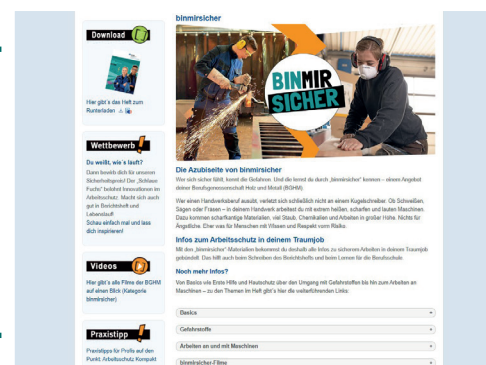 Download
Hier gibt´s das Heft zum
Runterladen
Wettbewerb
Du weißt, wie´s läuft?
Dann bewirb dich für unseren
Sicherheitspreis! Der „Schlaue
Fuchs" belohnt Innovationen im
Arbeitsschutz. Macht sich auch
gut in Berichtsheft und
Lebenslauf!
Schau einfach mal und lass
dich inspirieren!
Videos
Hier gibt´s alle Filme der BGHM
auf einen Blick (Kategorie
binmirsicher)
Praxistipp
Praxistipps für Profis auf den
Punkt: Arbeitsschutz Kompakt
binmirsicher
BINMIR
SICHER
Die Azubiseite von binmirsicher
Wer sich sicher fühlt, kennt die Gefahren. Und die lernst du durch „binmirsicher" kennen – einem Angebot
deiner Berufsgenossenschaft Holz und Metall (BGHM).
Wer einen Handwerksberuf ausübt, verletzt sich schließlich nicht an einem Kugelschreiber. Ob Schweißen,
Sägen oder Fräsen – in deinem Handwerk arbeitest du mit extrem heißen, scharfen und lauten Maschinen.
Dazu kommen scharfkantige Materialien, viel Staub, Chemikalien und Arbeiten in großer Höhe. Nichts für
Ängstliche. Eher was für Menschen mit Wissen und Respekt vorm Risiko.
Infos zum Arbeitsschutz in deinem Traumjob
Mit den „binmirsicher" Materialien bekommst du deshalb alle Infos zu sicherem Arbeiten in deinem Traumjob
gebündelt. Das hilft auch beim Schreiben des Berichtshefts und beim Lernen für die Berufsschule.
Noch mehr Infos?
Von Basics wie Erste Hilfe und Hautschutz über den Umgang mit Gefahrstoffen bis hin zum Arbeiten an
Maschinen – zu den Themen im Heft gibt´s hier die weiterführenden Links:
Basics
Gefahrstoffe
Arbeiten an und mit Maschinen
binmirsicher-Filme